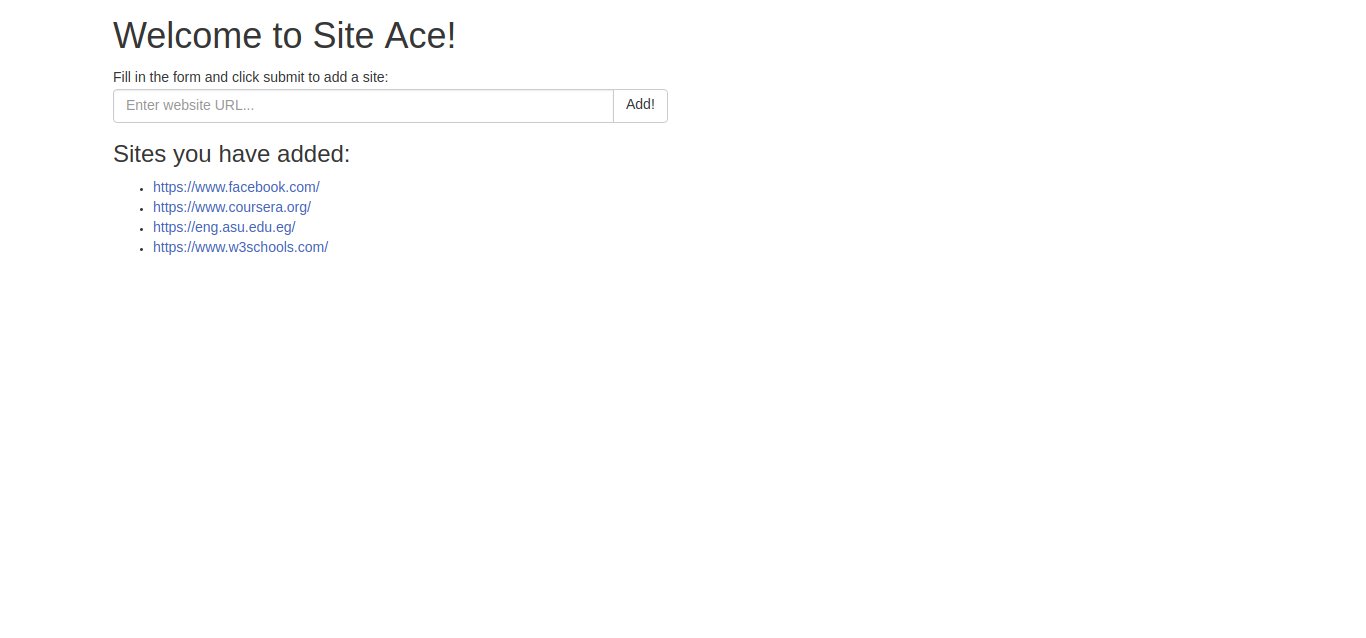 Welcome to Site Ace!
Fill in the form and click submit to add a site:
Enter website URL... Add!
Sites you have added:
https://www.facebook.com/
https://www.coursera.org/
https://eng.asu.edu.eg/
https://www.w3schools.com/